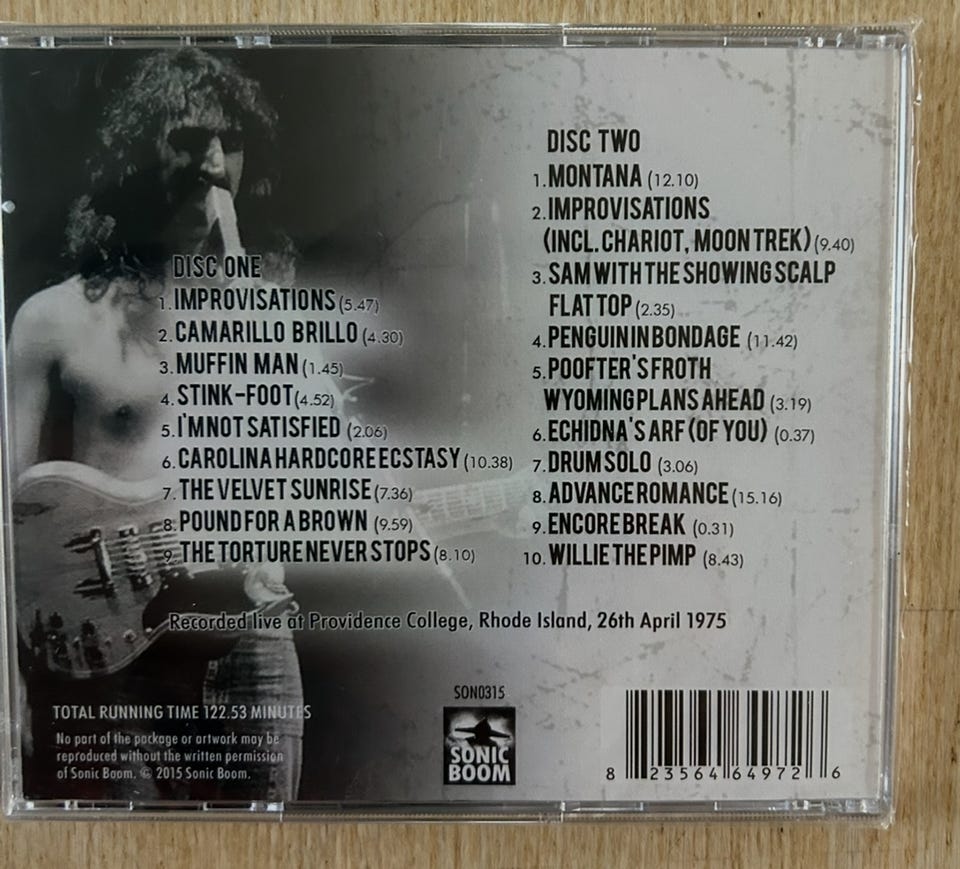 DISC ONE
1. IMPROVISATIONS (5.47)
2. CAMARILLO BRILLO (4.30)
3. MUFFIN MAN (1.45)
4. STINK-FOOT (4.52)
5. I'M NOT SATISFIED (2.06)
6. CAROLINA HARDCORE ECSTASY (10.38)
7. THE VELVET SUNRISE (7.36)
8. POUND FOR A BROWN (9.59)
9. THE TORTURE NEVER STOPS (8.10)
DISC TWO
1. MONTANA (12.10)
2. IMPROVISATIONS
(INCL. CHARIOT, MOON TREK) (9.40)
3. SAM WITH THE SHOWING SCALP
FLAT TOP (2.35)
4. PENGUIN IN BONDAGE (11.42)
5. POOFTER'S FROTH
WYOMING PLANS AHEAD (3.19)
6. ECHIDNA'S ARF (OF YOU) (0.37)
7. DRUM SOLO (3.06)
8. ADVANCE ROMANCE (15.16)
9. ENCORE BREAK (0.31)
10. WILLIE THE PIMP (8.43)
Recorded live at Providence College, Rhode Island, 26th April 1975
TOTAL RUNNING TIME 122.53 MINUTES
No part of the package or artwork may be
reproduced without the written permission
of Sonic Boom. © 2015 Sonic Boom.
SON0315
SONIC
BOOM
8 23564 64972 6